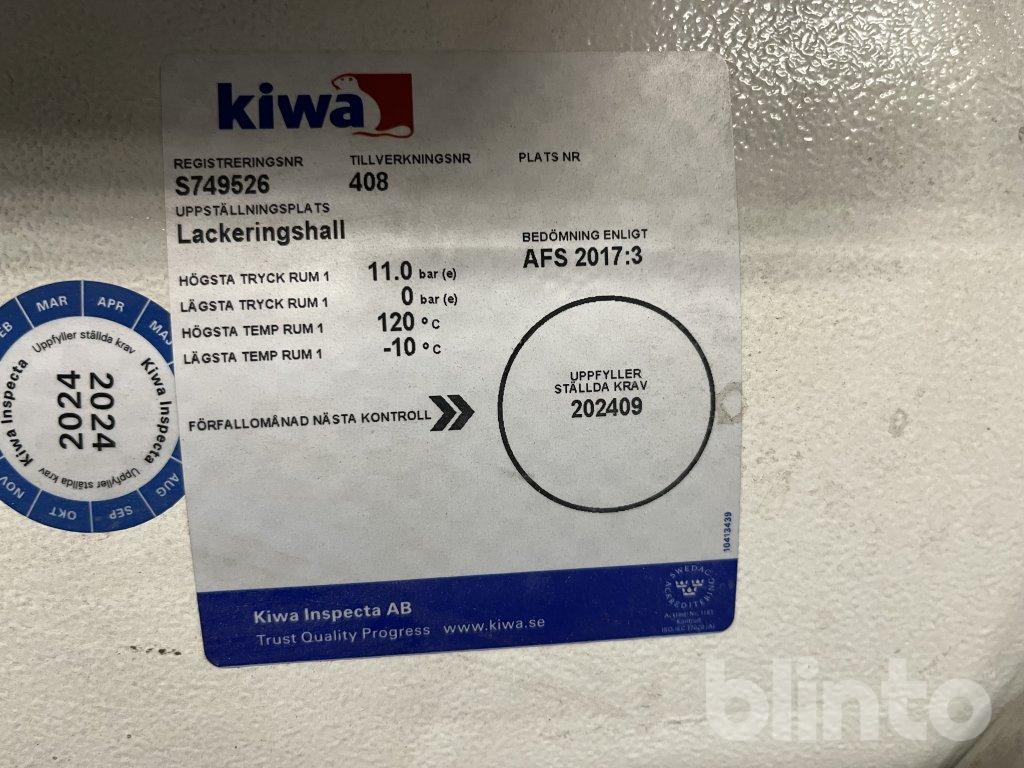 kiwa
REGISTRERINGSNR TILLVERKNINGSNR PLATS NR
S749526 408
UPPSTÄLLNINGSPLATS
Lackeringshall
BEDÖMNING ENLIGT
AFS 2017:3
HÖGSTA TRYCK RUM 1 11.0 bar (e)
LÄGSTA TRYCK RUM 1 0 bar (e)
HÖGSTA TEMP RUM 1 120 °C
LÄGSTA TEMP RUM 1 -10 °C
FÖRFALLOMÅNAD NÄSTA KONTROLL
UPPFYLLER
STÄLLDA KRAV
202409
10413439
Kiwa Inspecta AB
Trust Quality Progress www.kiwa.se
SWEDAC
ACKREDITERING
MAR APR MAJ
Uppfyller ställda krav
Kiwa Inspecta
2024
2024
Kiwa Inspecta
Uppfyller ställda krav
NOV OKT SEP AUG
blinto